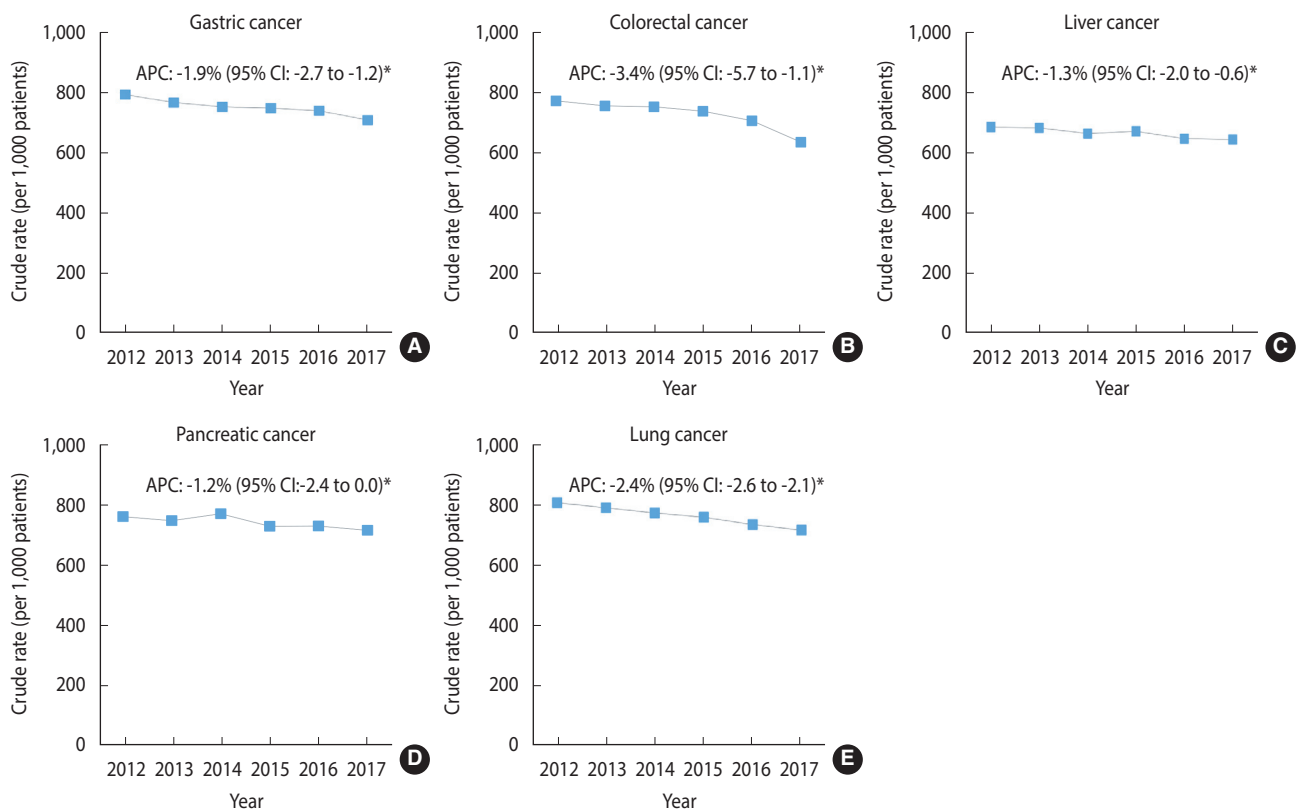 Gastric cancer
1,000
APC: -1.9% (95% CI: -2.7 to -1.2)*
800
600
400
200
0
Crude rate (per 1,000 patients)
2012 2013 2014 2015 2016 2017
Year
A
Colorectal cancer
1,000
APC: -3.4% (95% CI: -5.7 to -1.1)*
800
600
400
200
0
Crude rate (per 1,000 patients)
2012 2013 2014 2015 2016 2017
Year
B
Liver cancer
1,000
APC: -1.3% (95% CI: -2.0 to -0.6)*
800
600
400
200
0
Crude rate (per 1,000 patients)
2012 2013 2014 2015 2016 2017
Year
C
Pancreatic cancer
1,000
APC: -1.2% (95% CI:-2.4 to 0.0)*
800
600
400
200
0
Crude rate (per 1,000 patients)
2012 2013 2014 2015 2016 2017
Year
D
Lung cancer
1,000
APC: -2.4% (95% CI: -2.6 to -2.1)*
800
600
400
200
0
Crude rate (per 1,000 patients)
2012 2013 2014 2015 2016 2017
Year
E